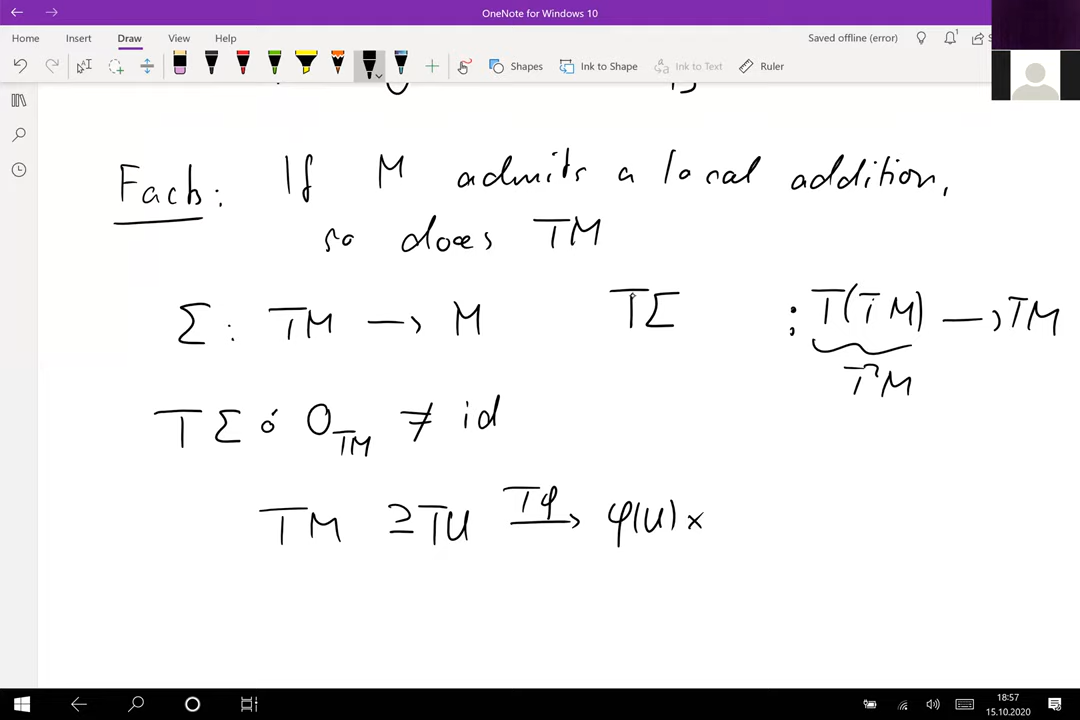 OneNote for Windows 10
Home Insert Draw View Help Saved offline (error)
Shapes Ink to Shape Ink to Text Ruler
Fact: If M admits a local addition,
so does TM
Σ: TM → M TΣ : T(TM) → TM
T²M
TΣ ∘ 0_TM ≠ id
TM ⊇ TU →^{Tφ} φ(U) ×
18:57
15.10.2020